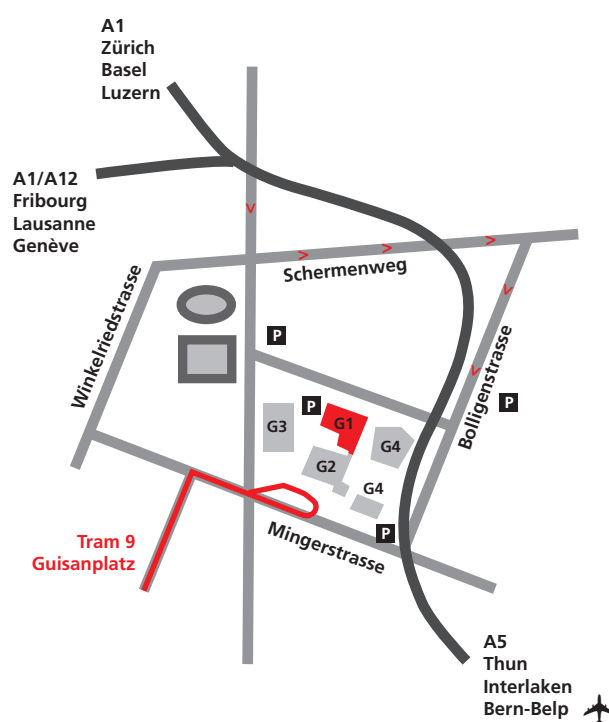 A1
Zürich
Basel
Luzern
A1/A12
Fribourg
Lausanne
Genève
Winkelriedstrasse
Schermenweg
Bolligenstrasse
P
P
P
G1
G3
G4
G2
G4
P
Mingerstrasse
Tram 9
Guisanplatz
A5
Thun
Interlaken
Bern-Belp